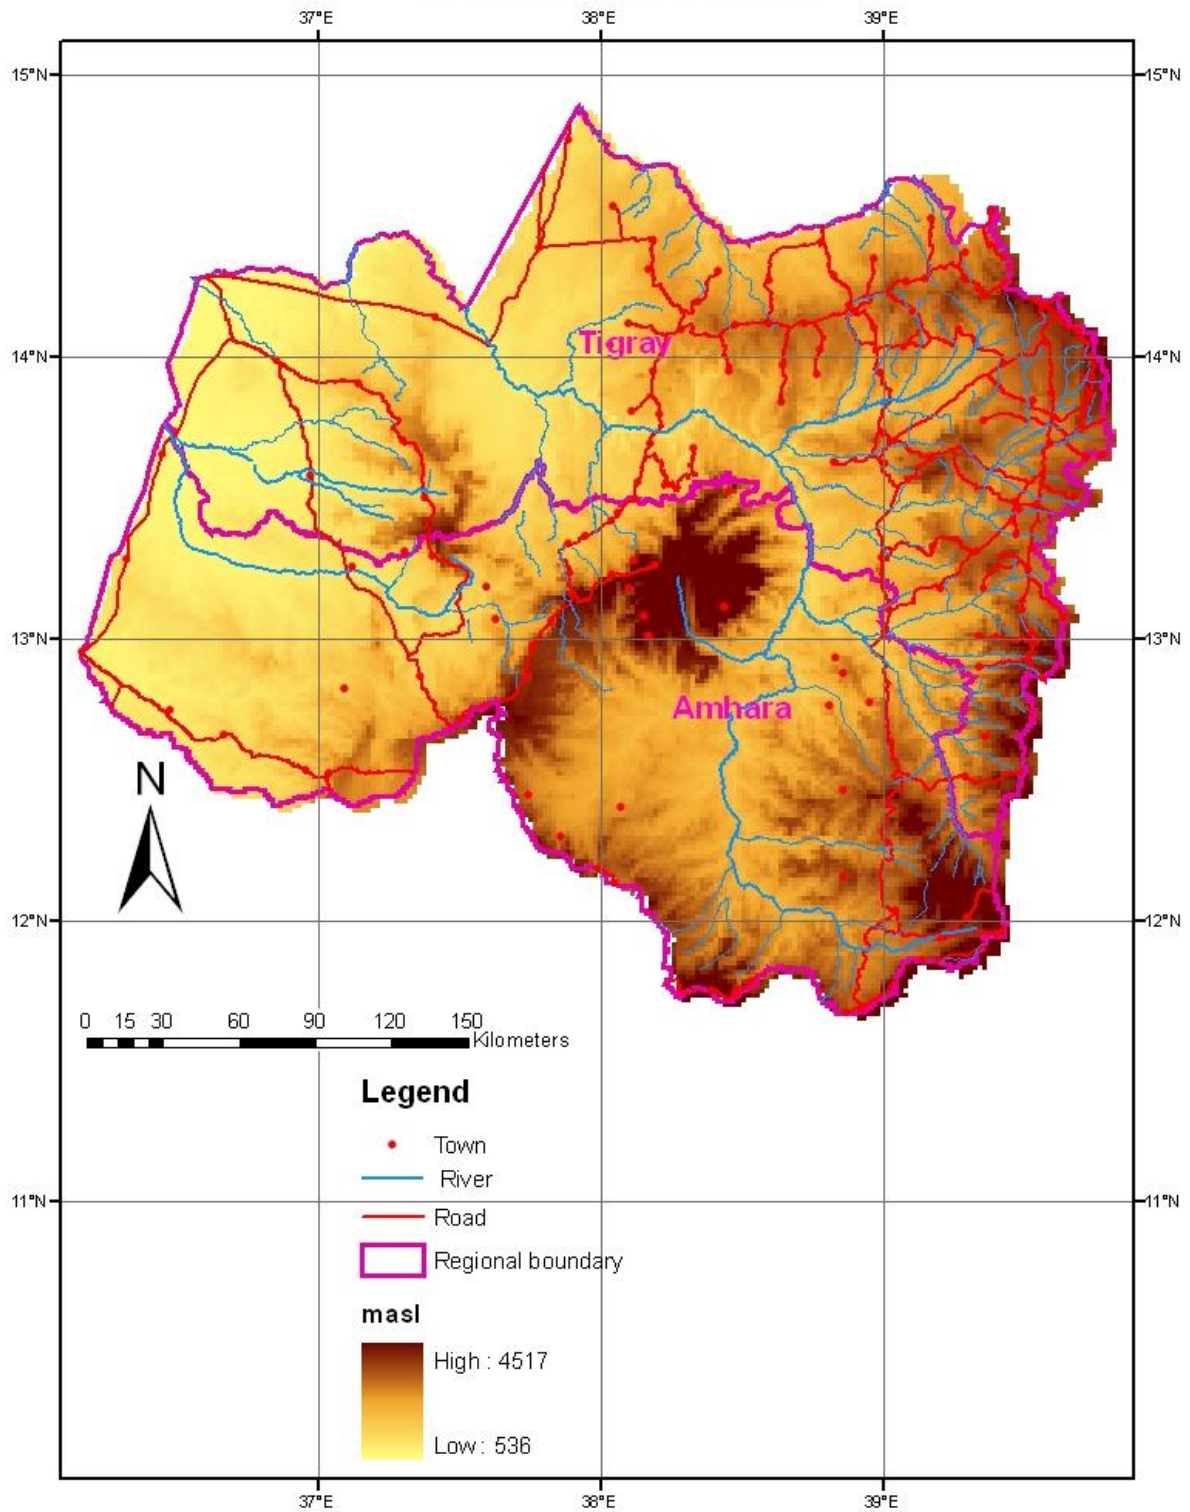 37°E 38°E 39°E
15°N 15°N
14°N 14°N
Tigray
13°N 13°N
Amhara
N
12°N 12°N
0 15 30 60 90 120 150
Kilometers
Legend
Town
River
Road
11°N 11°N
Regional boundary
masl
High : 4517
Low : 536
37°E 38°E 39°E